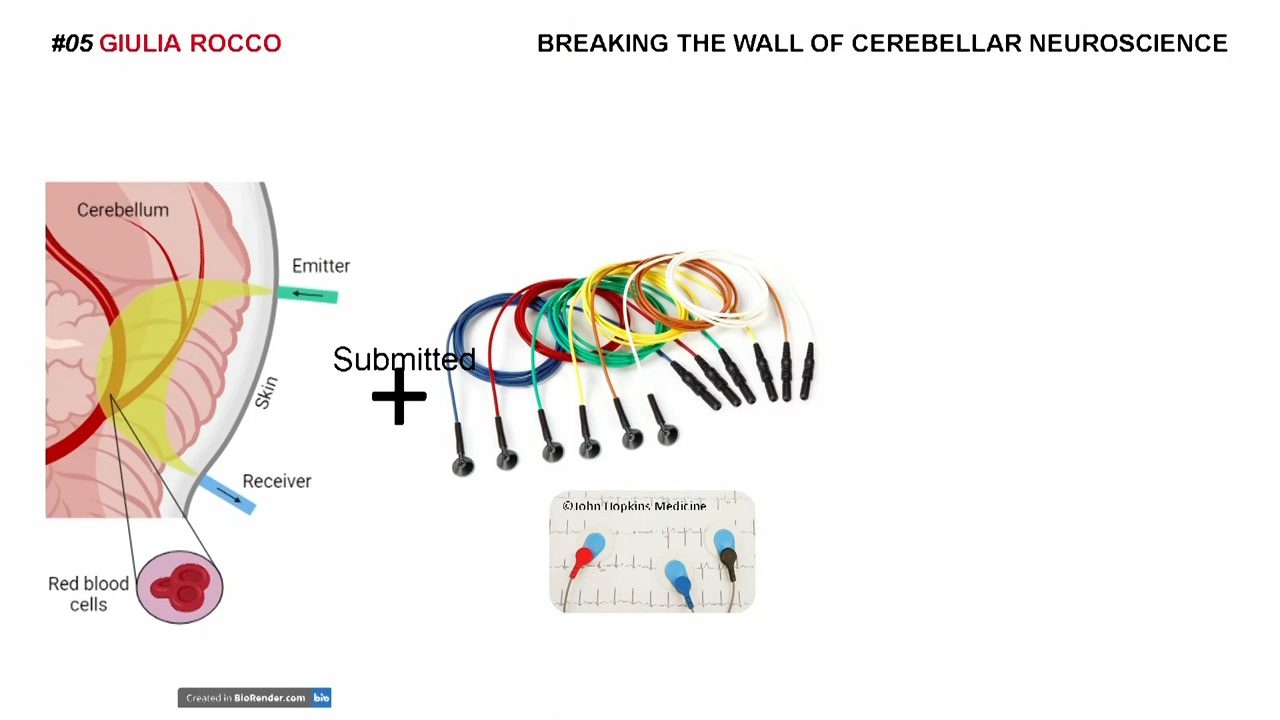 #05 GIULIA ROCCO
BREAKING THE WALL OF CEREBELLAR NEUROSCIENCE
Cerebellum
Emitter
Submitted
+
Skin
Receiver
©John Hopkins Medicine
Red blood
cells
Created in BioRender.com bio